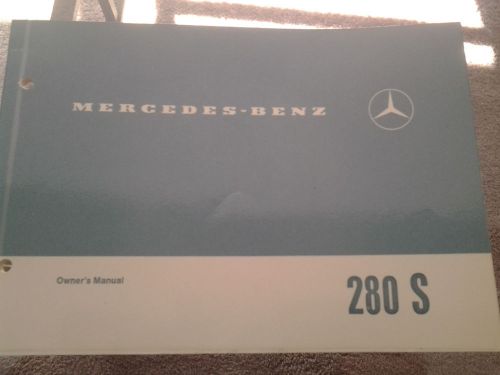 MERCEDES-BENZ
Owner's Manual
280 S